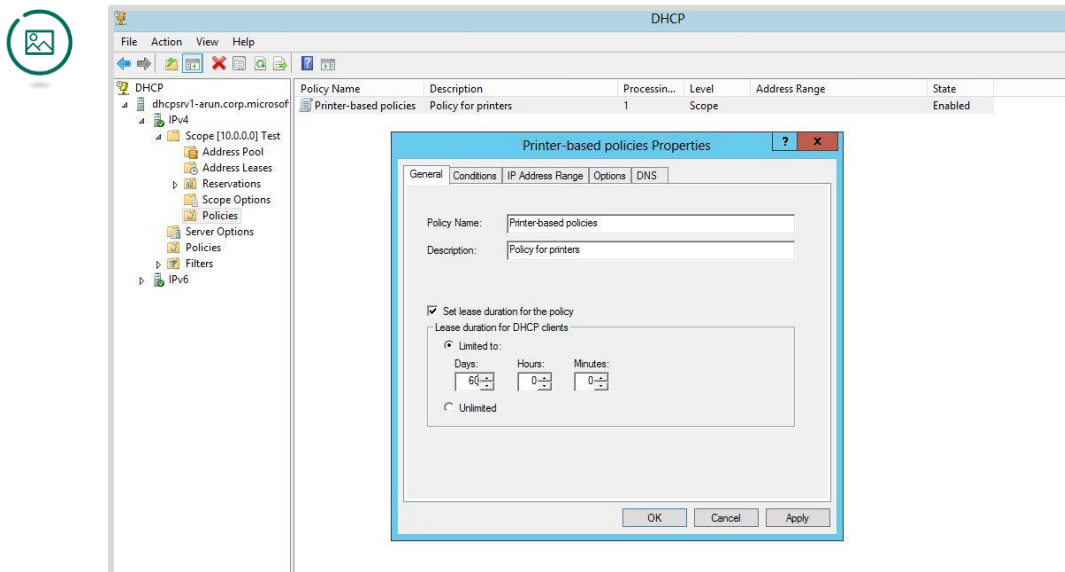 DHCP
File Action View Help
DHCP
dhcpsrv1-arun.corp.microsof
IPv4
Scope [10.0.0.0] Test
Address Pool
Address Leases
Reservations
Scope Options
Policies
Server Options
Policies
Filters
IPv6
Policy Name Description Processin... Level Address Range State
Printer-based policies Policy for printers 1 Scope Enabled
Printer-based policies Properties
? x
General Conditions IP Address Range Options DNS
Policy Name: Printer-based policies
Description: Policy for printers
Set lease duration for the policy
Lease duration for DHCP clients
Limited to:
Days: Hours: Minutes:
60 0 0
Unlimited
OK Cancel Apply